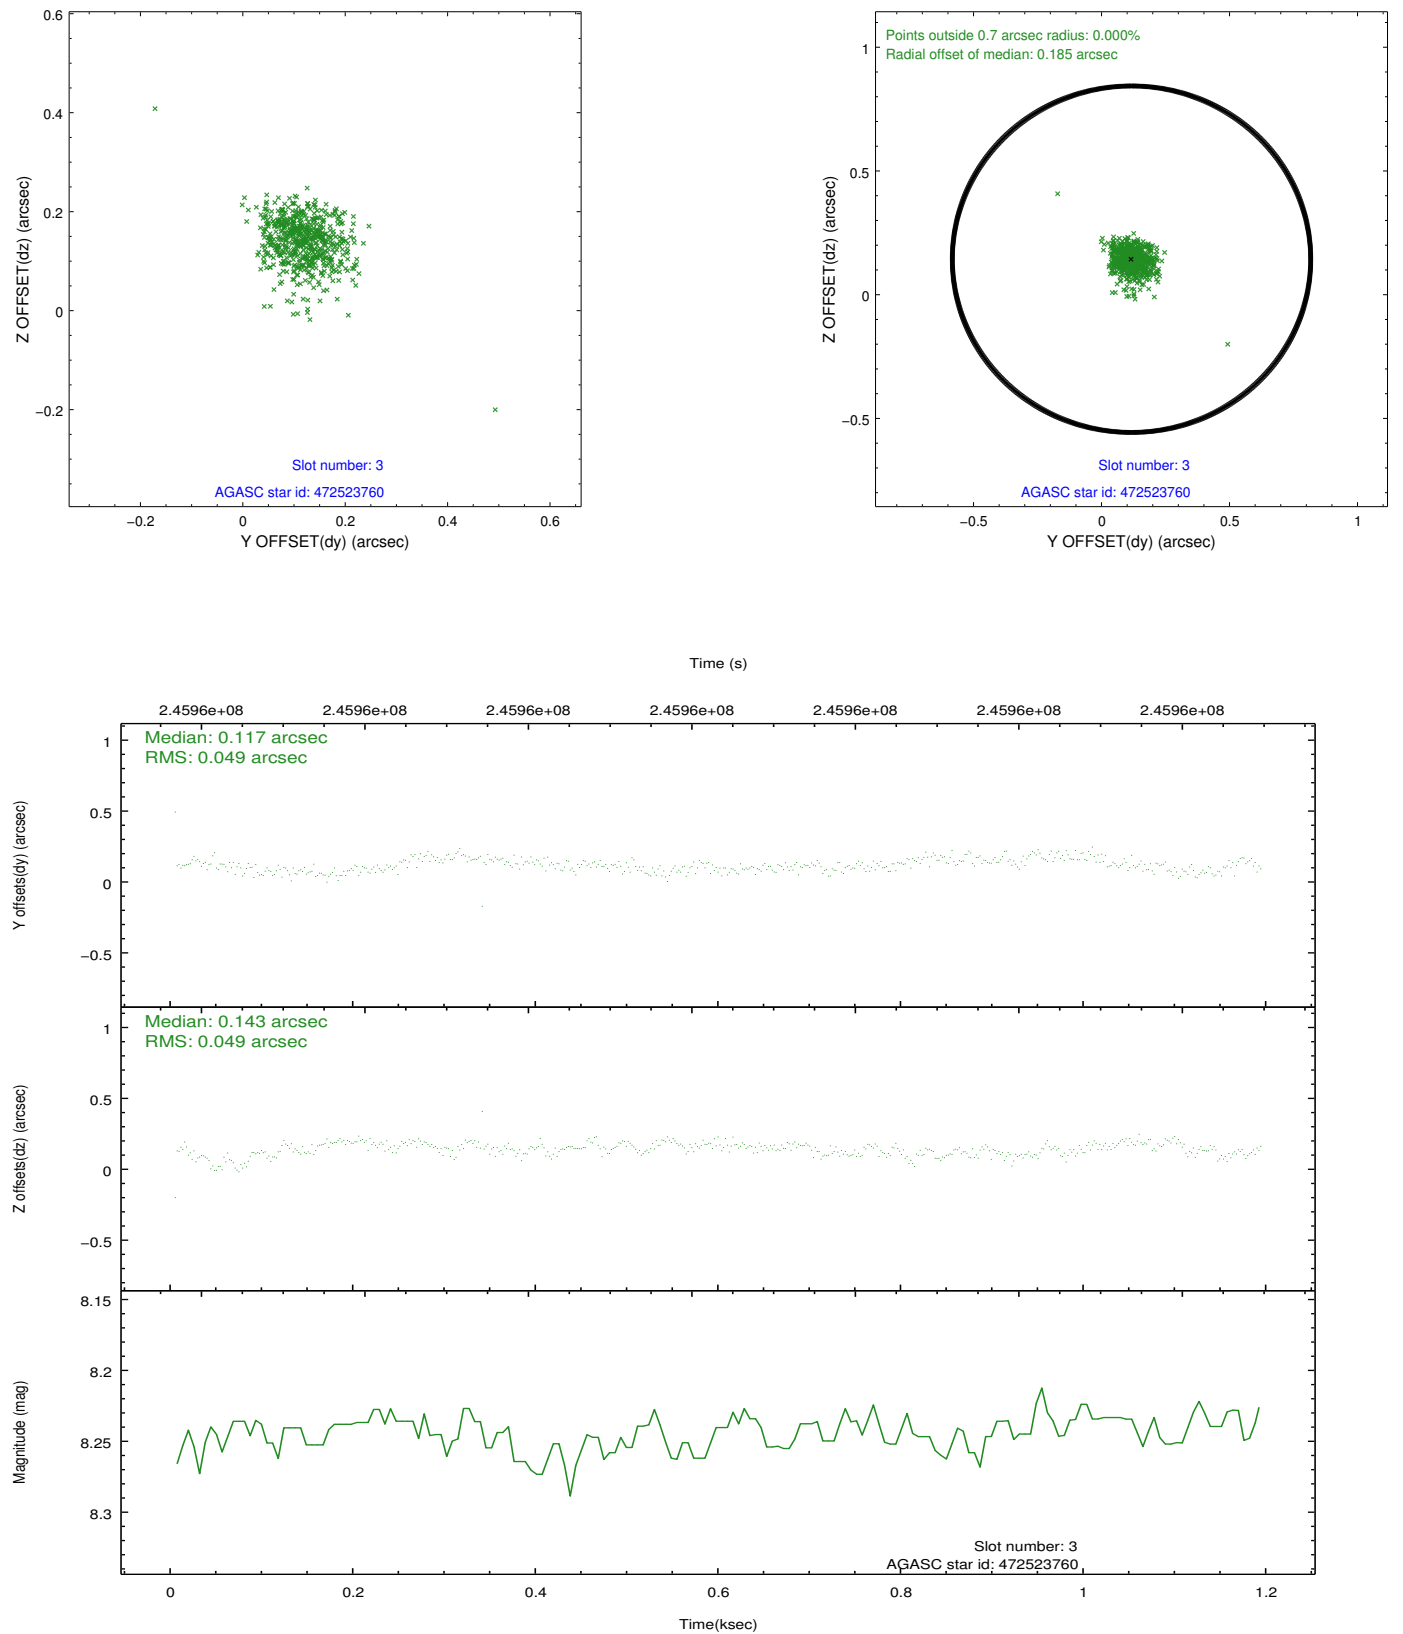 0.6
0.4
0.2
0
−0.2
Z OFFSET(dz) (arcsec)
Slot number: 3
AGASC star id: 472523760
−0.2 0 0.2 0.4 0.6
Y OFFSET(dy) (arcsec)
Points outside 0.7 arcsec radius: 0.000%
Radial offset of median: 0.185 arcsec
1
0.5
0
−0.5
Z OFFSET(dz) (arcsec)
Slot number: 3
AGASC star id: 472523760
−0.5 0 0.5 1
Y OFFSET(dy) (arcsec)
Time (s)
2.4596e+08 2.4596e+08 2.4596e+08 2.4596e+08 2.4596e+08 2.4596e+08 2.4596e+08
Median: 0.117 arcsec
RMS: 0.049 arcsec
1
0.5
0
−0.5
Y offsets(dy) (arcsec)
Median: 0.143 arcsec
RMS: 0.049 arcsec
1
0.5
0
−0.5
Z offsets(dz) (arcsec)
8.15
8.2
8.25
8.3
Magnitude (mag)
Slot number: 3
AGASC star id: 472523760
0 0.2 0.4 0.6 0.8 1 1.2
Time(ksec)